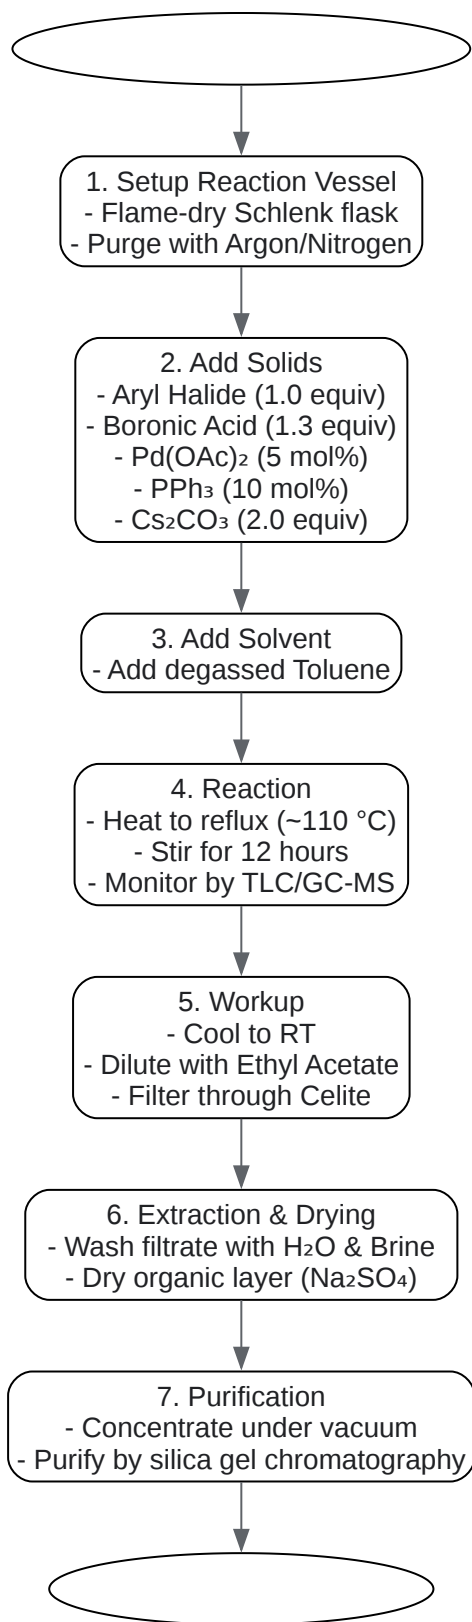 1. Setup Reaction Vessel
- Flame-dry Schlenk flask
- Purge with Argon/Nitrogen
2. Add Solids
- Aryl Halide (1.0 equiv)
- Boronic Acid (1.3 equiv)
- Pd(OAc)₂ (5 mol%)
- PPh₃ (10 mol%)
- Cs₂CO₃ (2.0 equiv)
3. Add Solvent
- Add degassed Toluene
4. Reaction
- Heat to reflux (~110 °C)
- Stir for 12 hours
- Monitor by TLC/GC-MS
5. Workup
- Cool to RT
- Dilute with Ethyl Acetate
- Filter through Celite
6. Extraction & Drying
- Wash filtrate with H₂O & Brine
- Dry organic layer (Na₂SO₄)
7. Purification
- Concentrate under vacuum
- Purify by silica gel chromatography